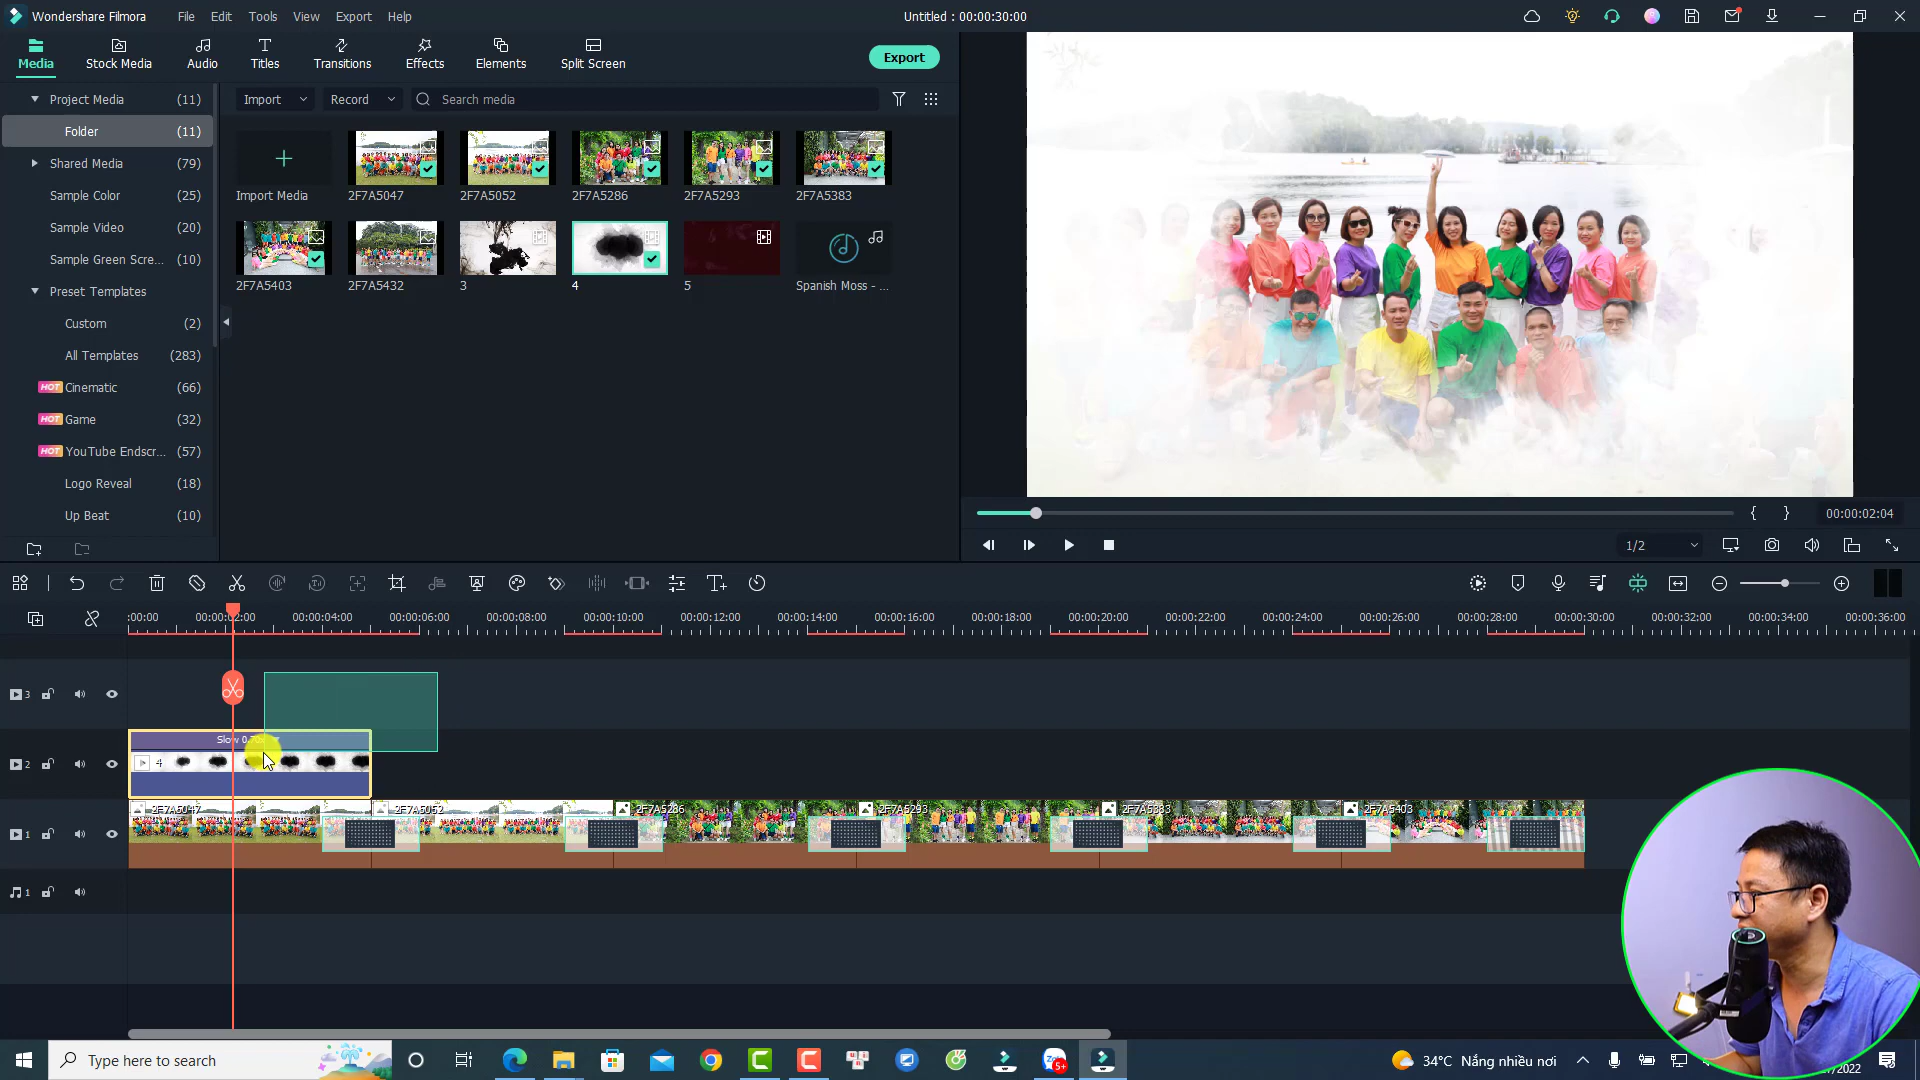 Wondershare Filmora
File
Edit
Tools
View
Export
Help
Untitled : 00:00:30:00
Media
Stock Media
Audio
Titles
Transitions
Effects
Elements
Split Screen
Export
Project Media (11)
Folder (11)
Shared Media (79)
Sample Color (25)
Sample Video (20)
Sample Green Scre... (10)
Preset Templates
Custom (2)
All Templates (283)
HOT Cinematic (66)
HOT Game (32)
HOT YouTube Endscr... (57)
Logo Reveal (18)
Up Beat (10)
Import
Record
Search media
Import Media
2F7A5047
2F7A5052
2F7A5286
2F7A5293
2F7A5383
2F7A5403
2F7A5432
3
4
5
Spanish Moss - ...
00:00:02:04
1/2
:00:00
00:00:02:00
00:00:04:00
00:00:06:00
00:00:08:00
00:00:10:00
00:00:12:00
00:00:14:00
00:00:16:00
00:00:18:00
00:00:20:00
00:00:22:00
00:00:24:00
00:00:26:00
00:00:28:00
00:00:30:00
00:00:32:00
00:00:34:00
00:00:36:00
3
2
Slow
4
1
2F7A5047
2F7A5052
2F7A5286
2F7A5293
2F7A5383
2F7A5403
1
Type here to search
5+
34°C Nắng nhiều nơi
/2022